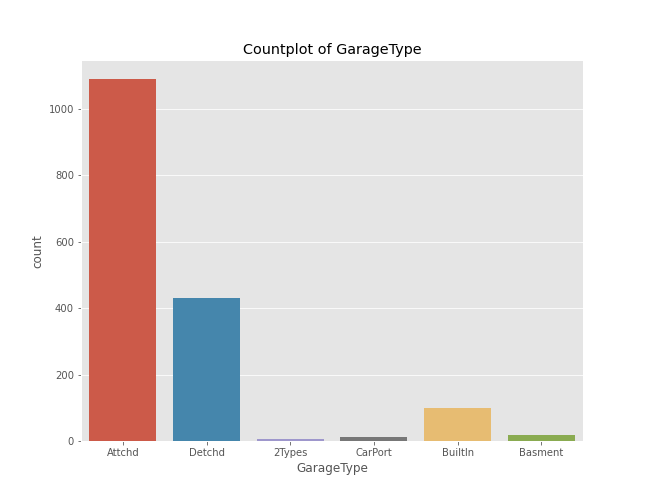 Countplot of GarageType
1000
800
600
400
200
0
count
Attchd Detchd 2Types CarPort BuiltIn Basment
GarageType